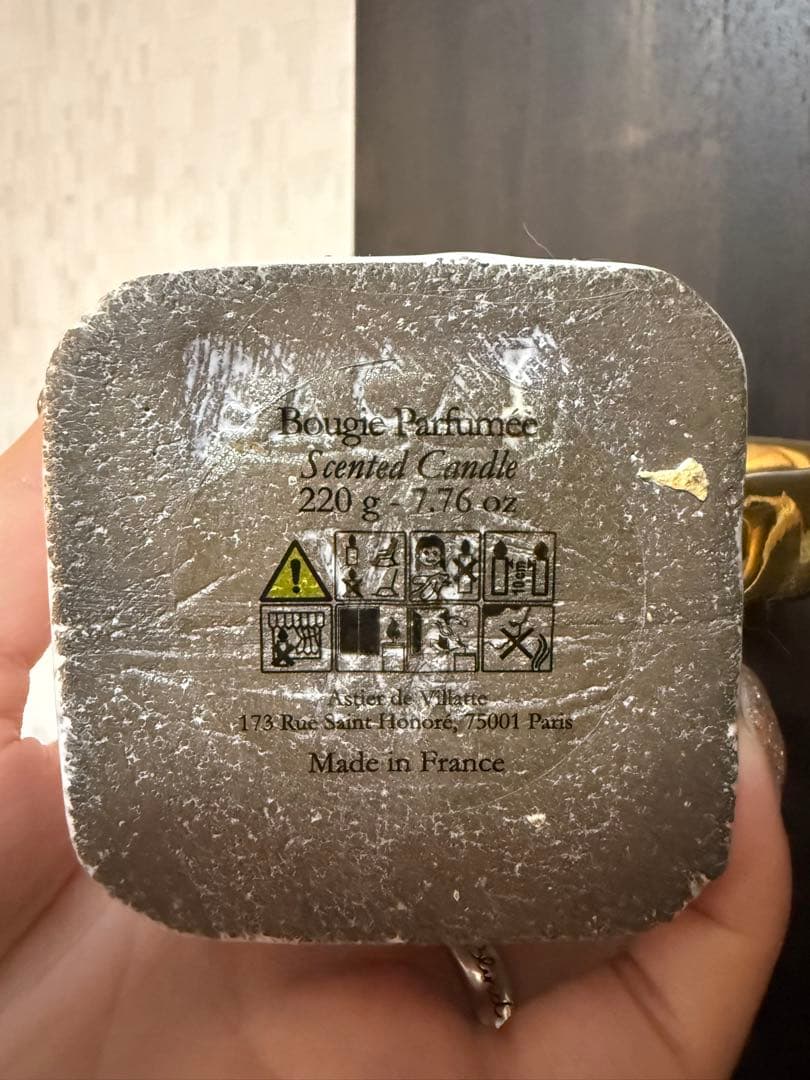 Bougie Parfumée
Scented Candle
220 g - 7.76 oz
10cm
Astier de Villatte
173 Rue Saint Honoré, 75001 Paris
Made in France